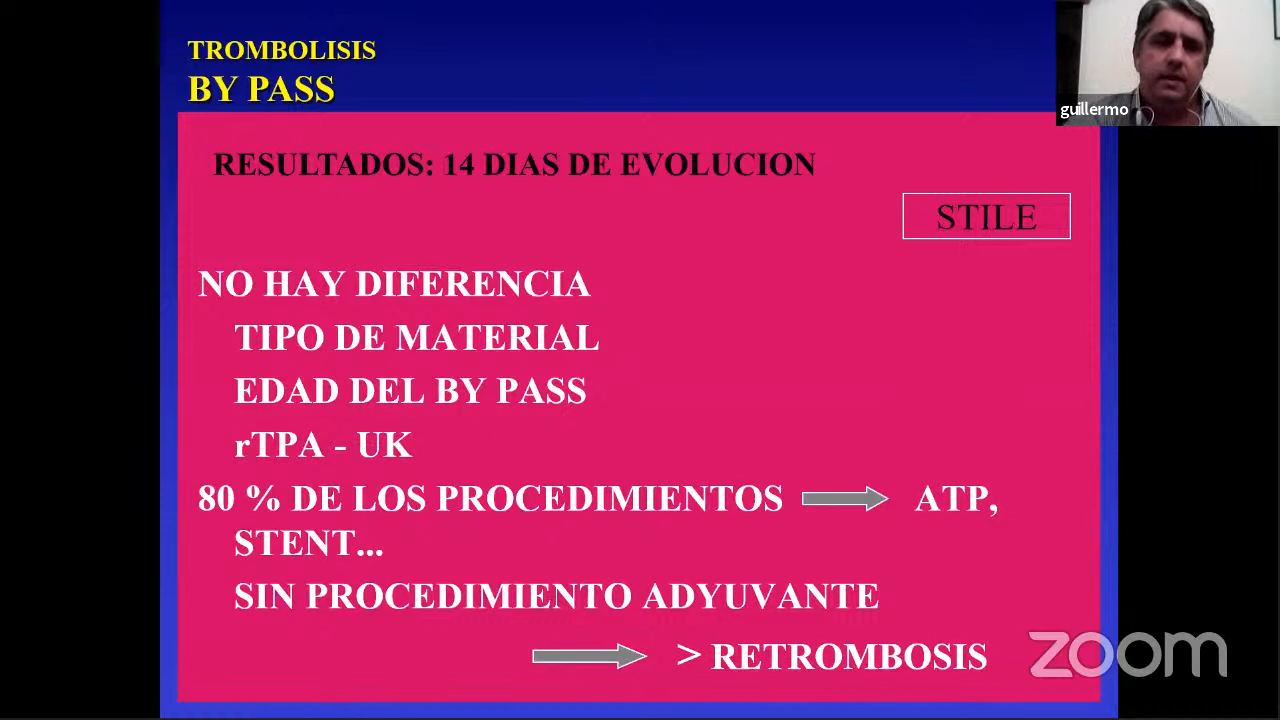 TROMBOLISIS
BY PASS
guillermo
RESULTADOS: 14 DIAS DE EVOLUCION
STILE
NO HAY DIFERENCIA
TIPO DE MATERIAL
EDAD DEL BY PASS
rTPA - UK
80 % DE LOS PROCEDIMIENTOS ATP,
STENT...
SIN PROCEDIMIENTO ADYUVANTE
> RETROMBOSIS
zoom